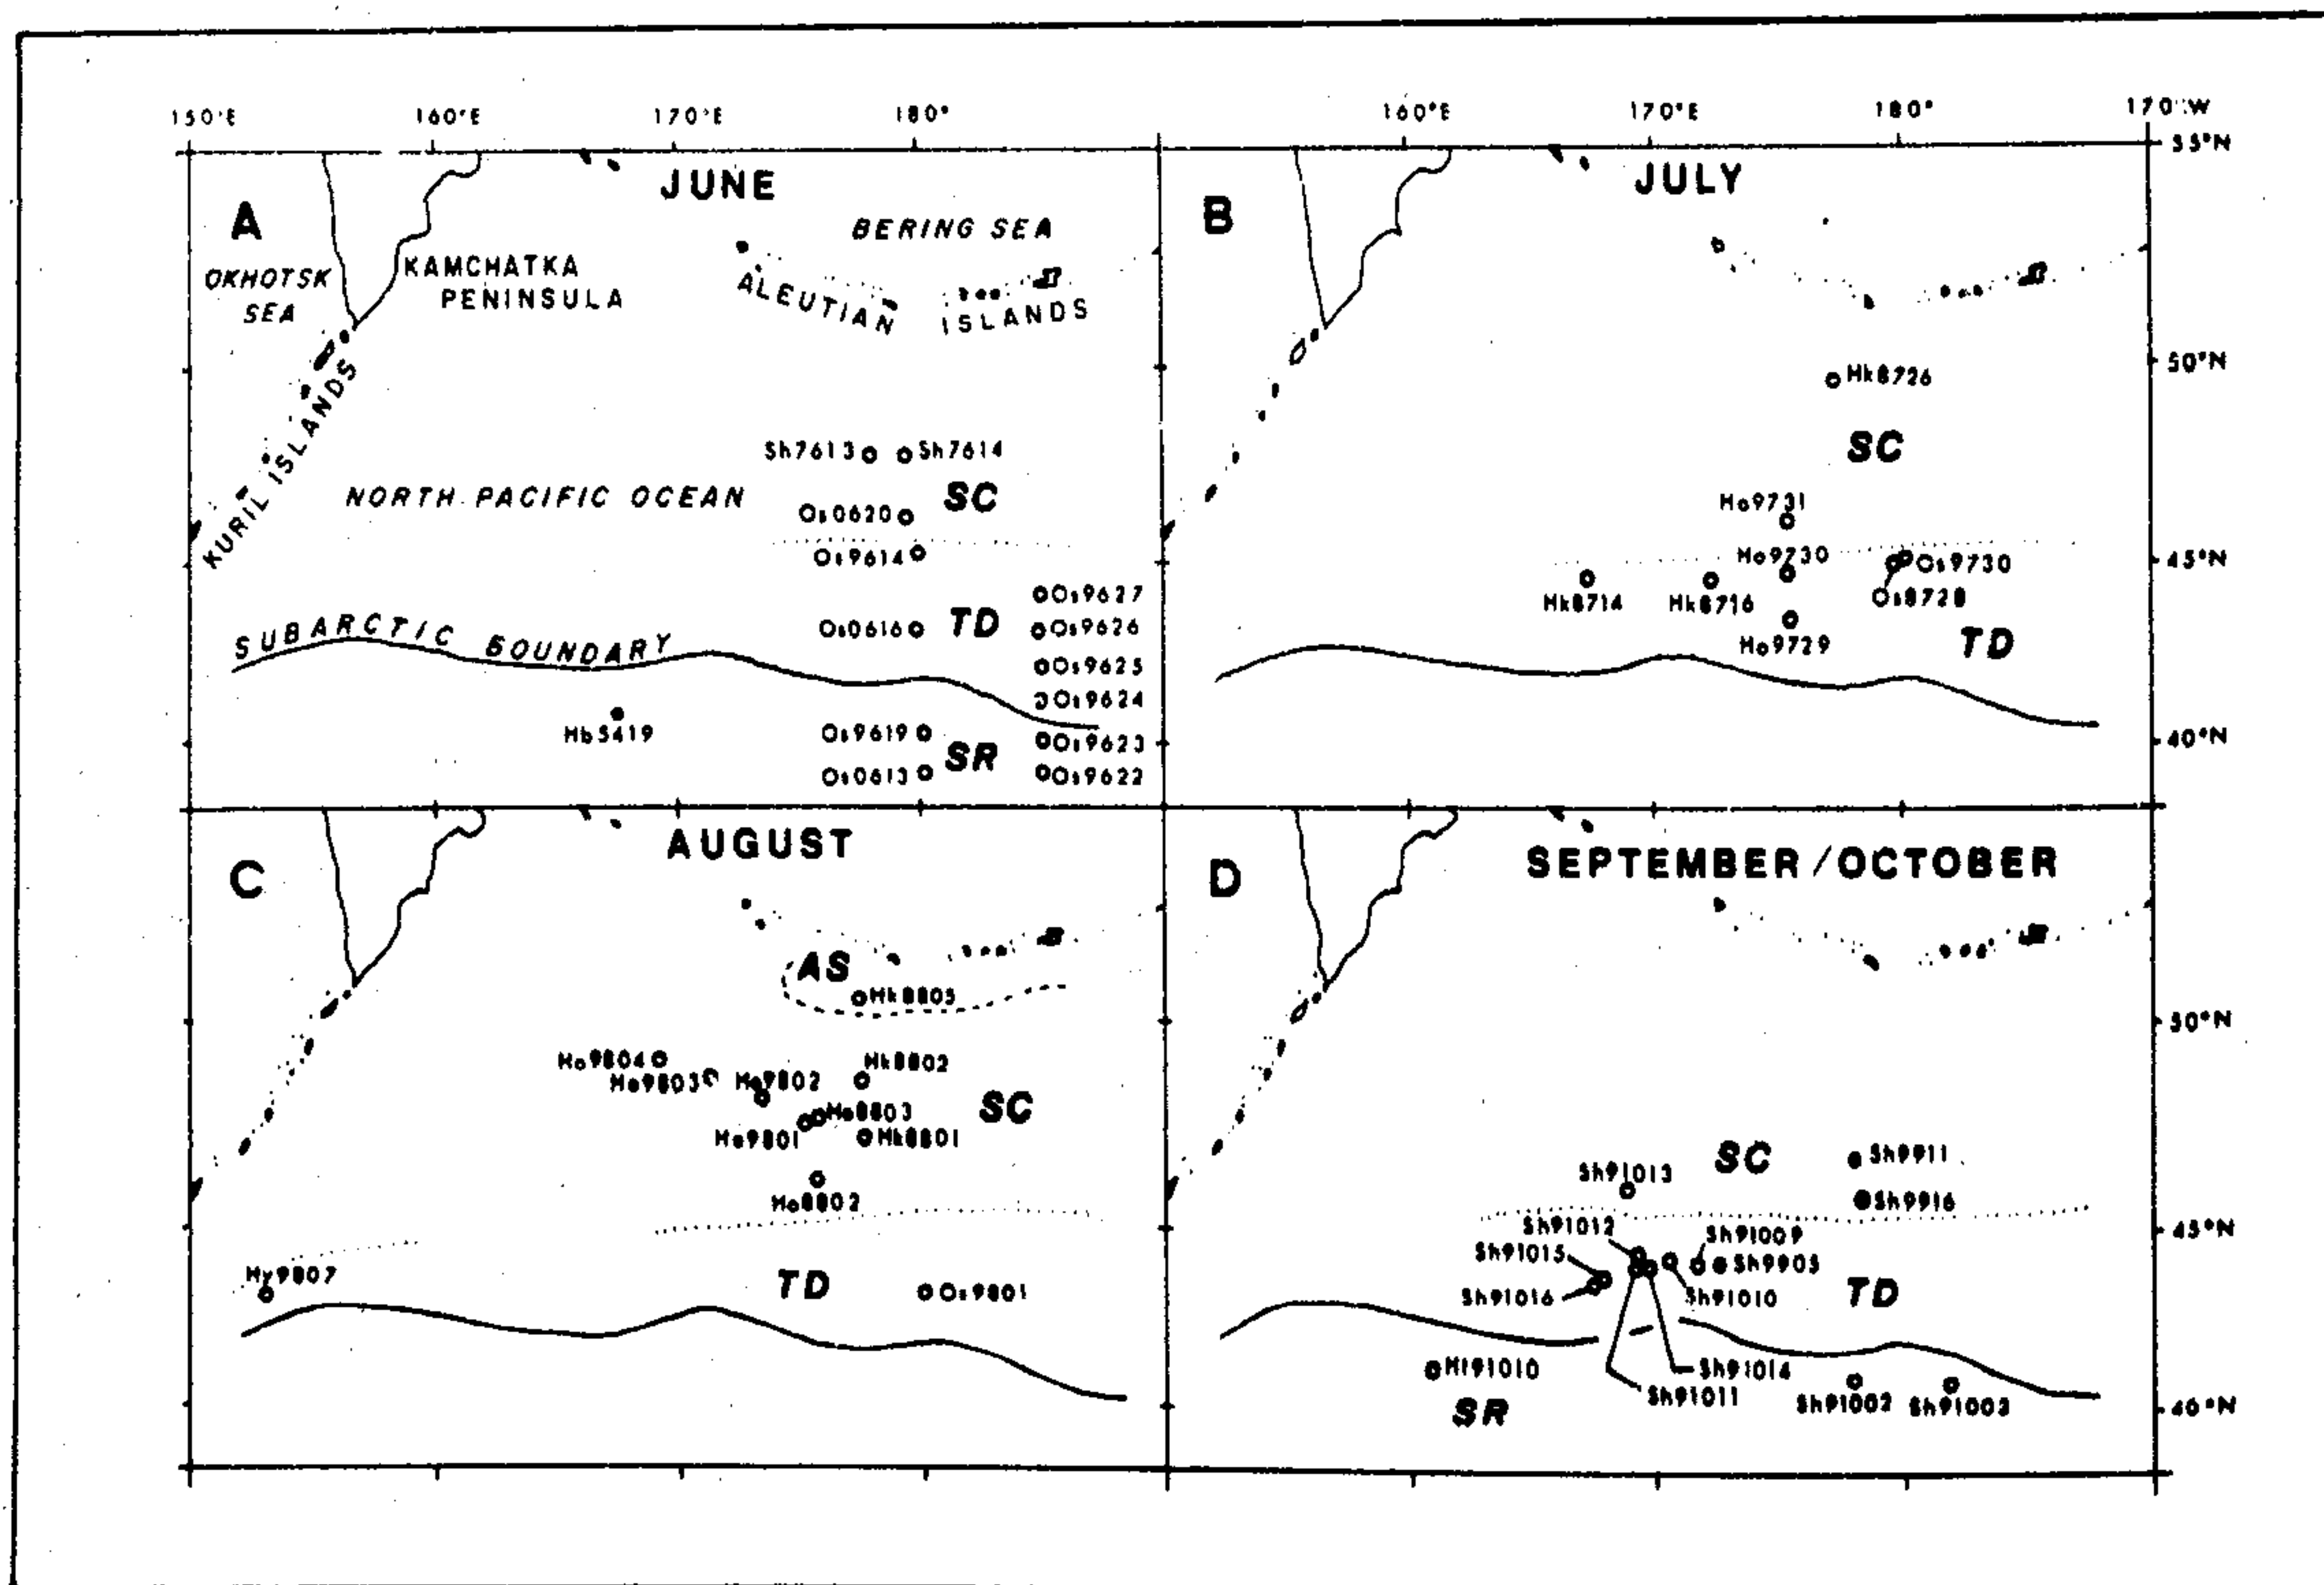 150°E 160°E 170°E 180° 160°E 170°E 180° 170°W
55°N
A
JUNE
BERING SEA
OKHOTSK
SEA
KAMCHATKA
PENINSULA
ALEUTIAN
ISLANDS
KURIL ISLANDS
Sh7613 Sh7614
NORTH PACIFIC OCEAN
SC
Os0620
Os9614
Os9627
Os0616 TD Os9626
SUBARCTIC BOUNDARY
Os9625
Os9624
Hb5419
Os9619 Os9623
SR
Os0613 Os9622
B
JULY
50°N
Hk8726
SC
Ho9731
Ho9730
45°N
Os9730
Hk8714 Hk8716 Os8728
Ho9729
TD
40°N
C
AUGUST
AS
Hk8805
Ho9804 Hk8802
Ho9803 Ho9802
Ho8803
SC
Ho9801 Hk8801
Ho8802
Hy9807
TD
Os9801
D
SEPTEMBER/OCTOBER
50°N
SC
Sh9911
Sh91013
Sh9916
45°N
Sh91012
Sh91009
Sh91015
Sh9905
Sh91016
Sh91010
TD
Sh91014
Sh91011
SR
Sh91002 Sh91003
40°N